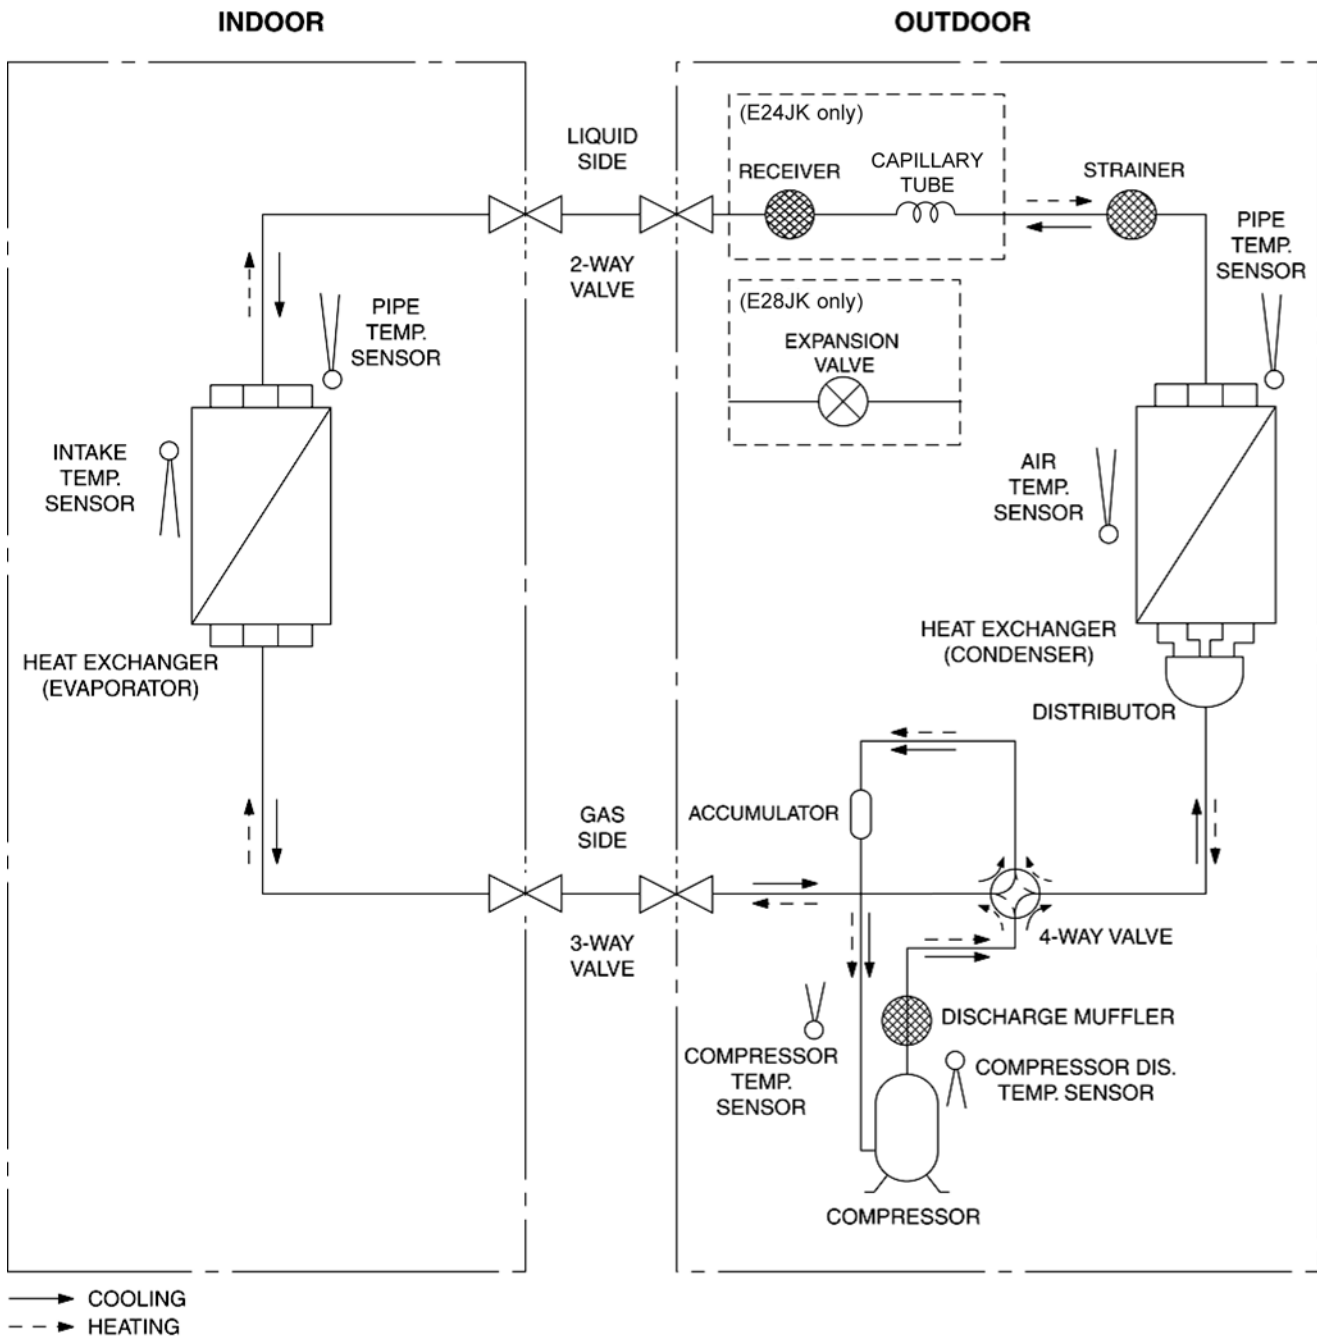 INDOOR
OUTDOOR
(E24JK only)
LIQUID
SIDE
RECEIVER
CAPILLARY
TUBE
STRAINER
PIPE
TEMP.
SENSOR
2-WAY
VALVE
(E28JK only)
PIPE
TEMP.
SENSOR
EXPANSION
VALVE
INTAKE
TEMP.
SENSOR
AIR
TEMP.
SENSOR
HEAT EXCHANGER
(EVAPORATOR)
HEAT EXCHANGER
(CONDENSER)
DISTRIBUTOR
GAS
SIDE
ACCUMULATOR
3-WAY
VALVE
4-WAY VALVE
DISCHARGE MUFFLER
COMPRESSOR
TEMP.
SENSOR
COMPRESSOR DIS.
TEMP. SENSOR
COMPRESSOR
COOLING
HEATING